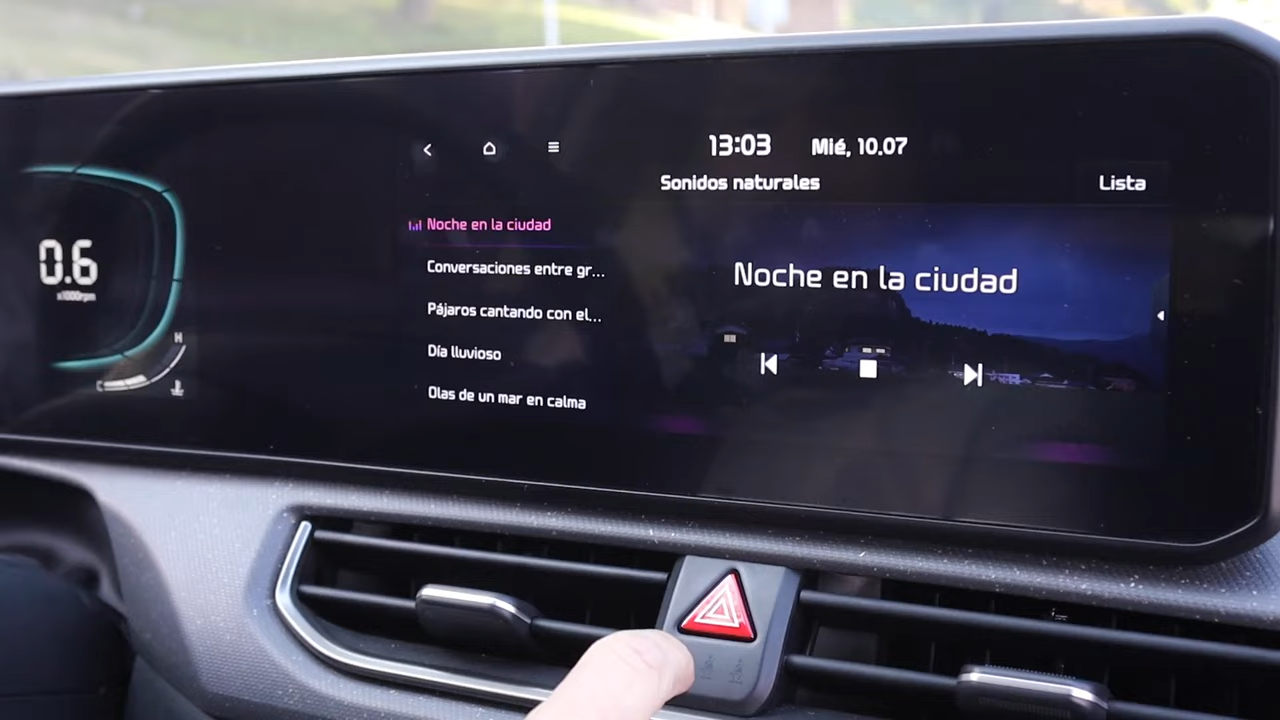 13:03 Mié, 10.07
Sonidos naturales Lista
Noche en la ciudad
Conversaciones entre gr...
Pájaros cantando con el...
Día lluvioso
Olas de un mar en calma
Noche en la ciudad
0.6
x1000rpm
H
C